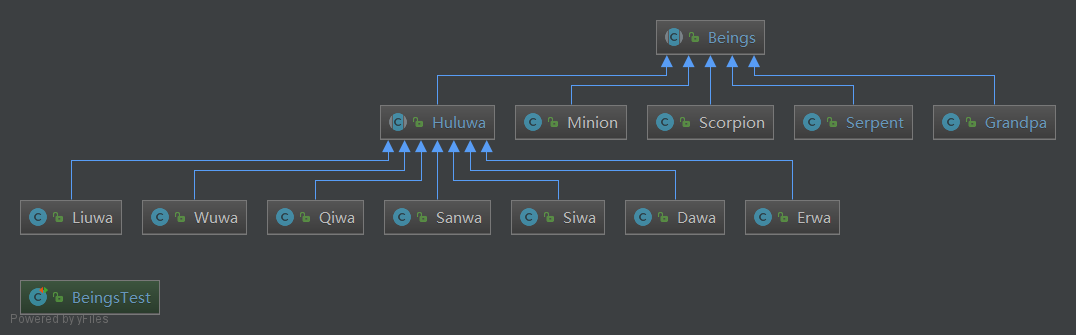 Beings
Huluwa
Minion
Scorpion
Serpent
Grandpa
Liuwa
Wuwa
Qiwa
Sanwa
Siwa
Dawa
Erwa
BeingsTest
Powered by yFiles